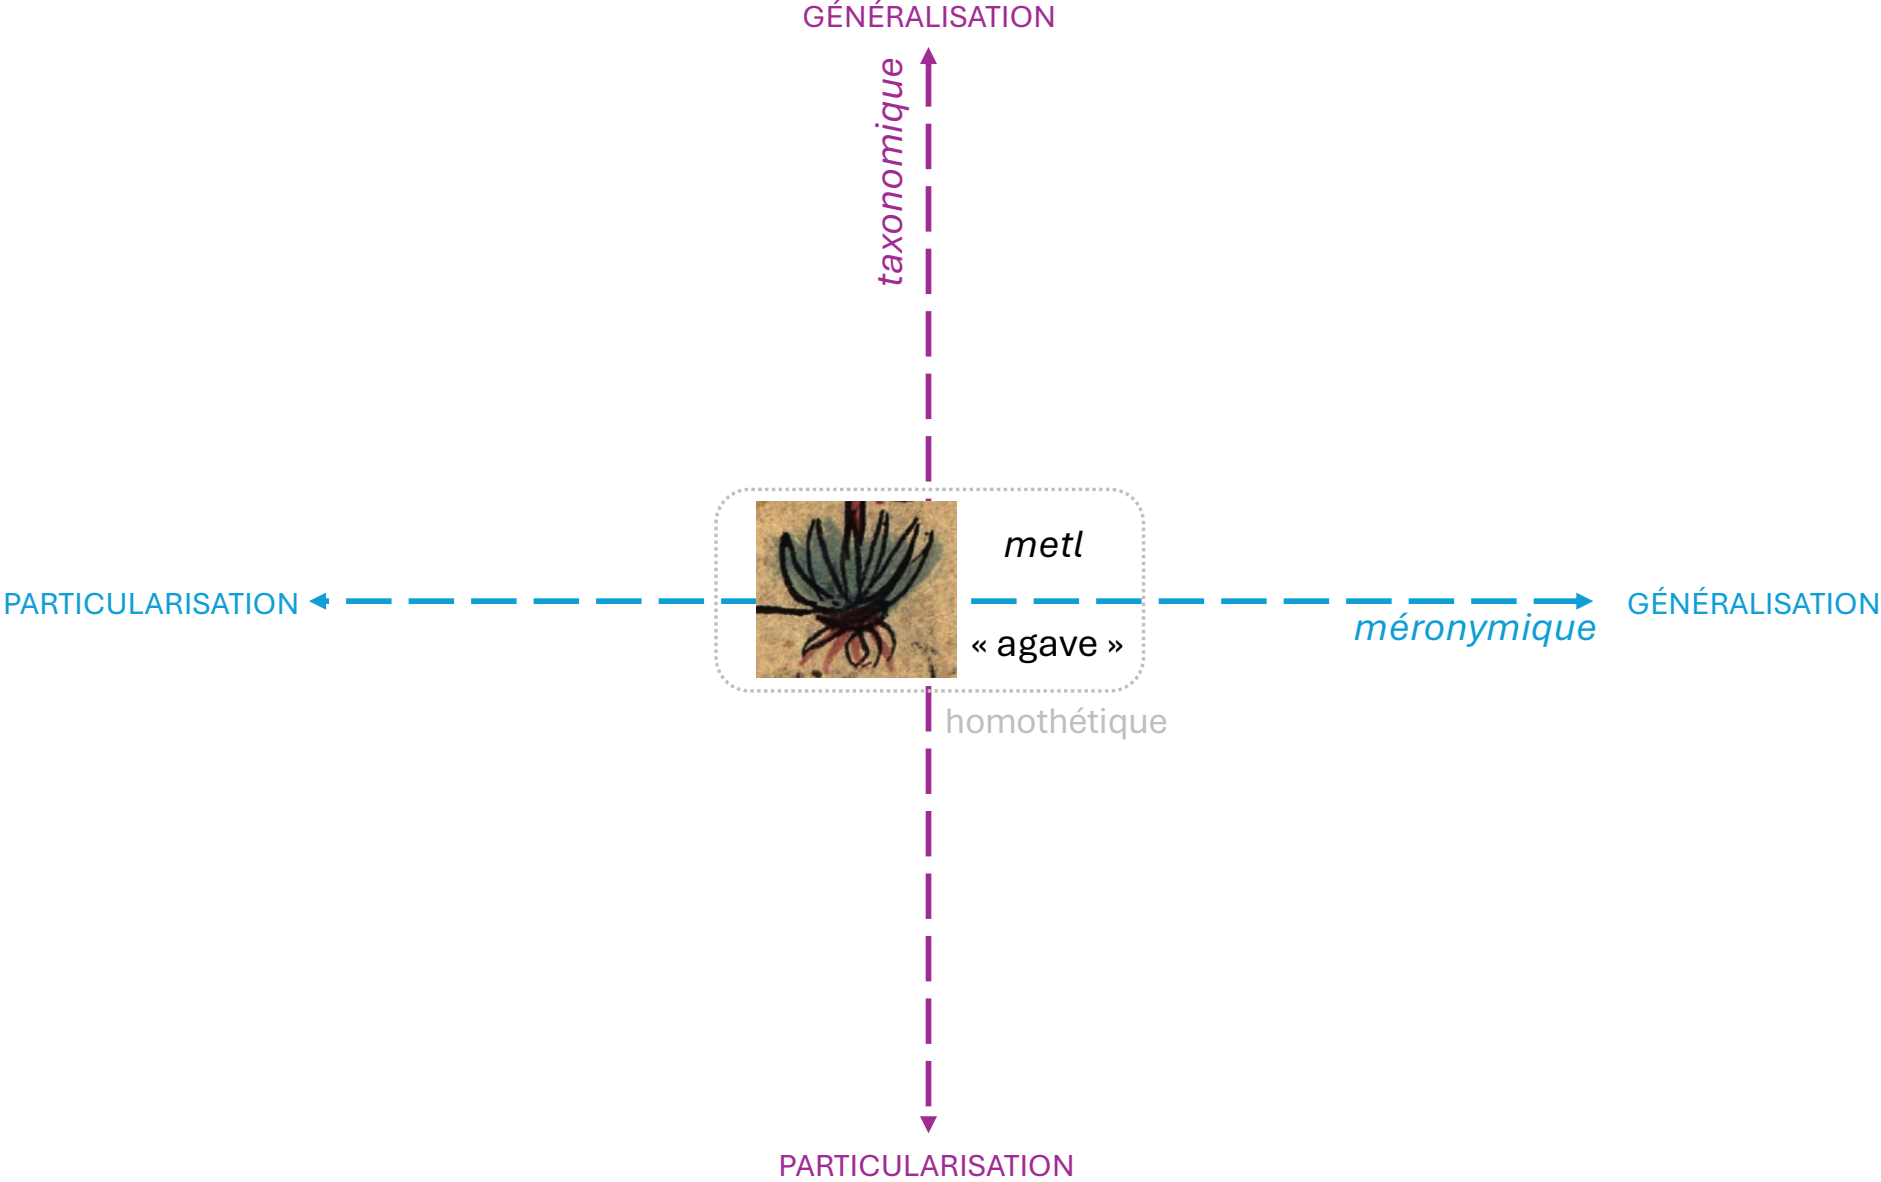 GÉNÉRALISATION
taxonomique
metl
PARTICULARISATION
GÉNÉRALISATION
méronymique
« agave »
homothétique
PARTICULARISATION